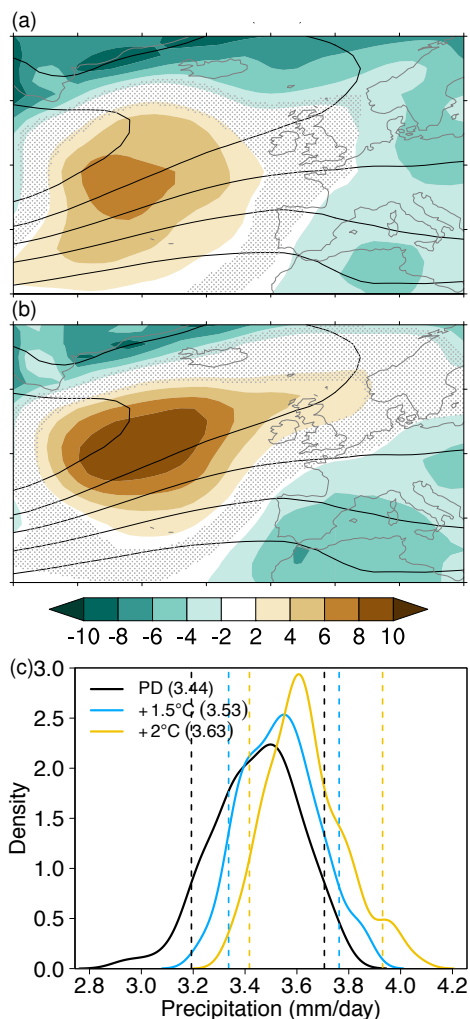 (a)
(b)
-10 -8 -6 -4 -2 2 4 6 8 10
(c)
3.0
2.5
2.0
1.5
1.0
0.5
0.0
Density
PD (3.44)
+1.5°C (3.53)
+2°C (3.63)
2.8 3.0 3.2 3.4 3.6 3.8 4.0 4.2
Precipitation (mm/day)